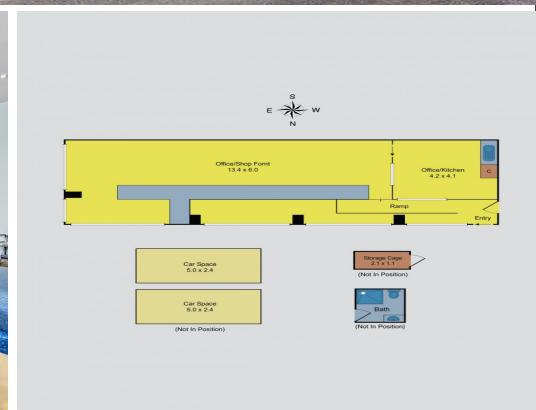 S
E W
N
Office/Shop Fornt
13.4 x 6.0
Office/Kitchen
4.2 x 4.1
C
Ramp
Entry
Car Space
5.0 x 2.4
Car Space
5.0 x 2.4
(Not In Position)
Storage Cage
2.1 x 1.1
(Not In Position)
Bath
(Not In Position)